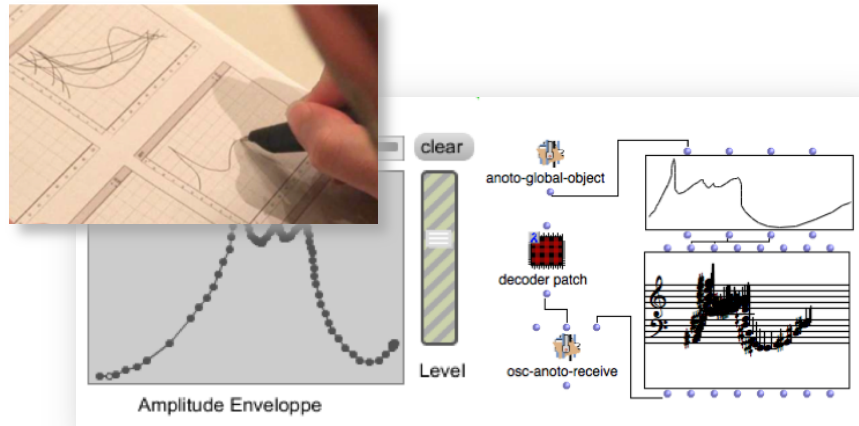 clear
anoto-global-object
decoder patch
osc-anoto-receive
Level
Amplitude Enveloppe